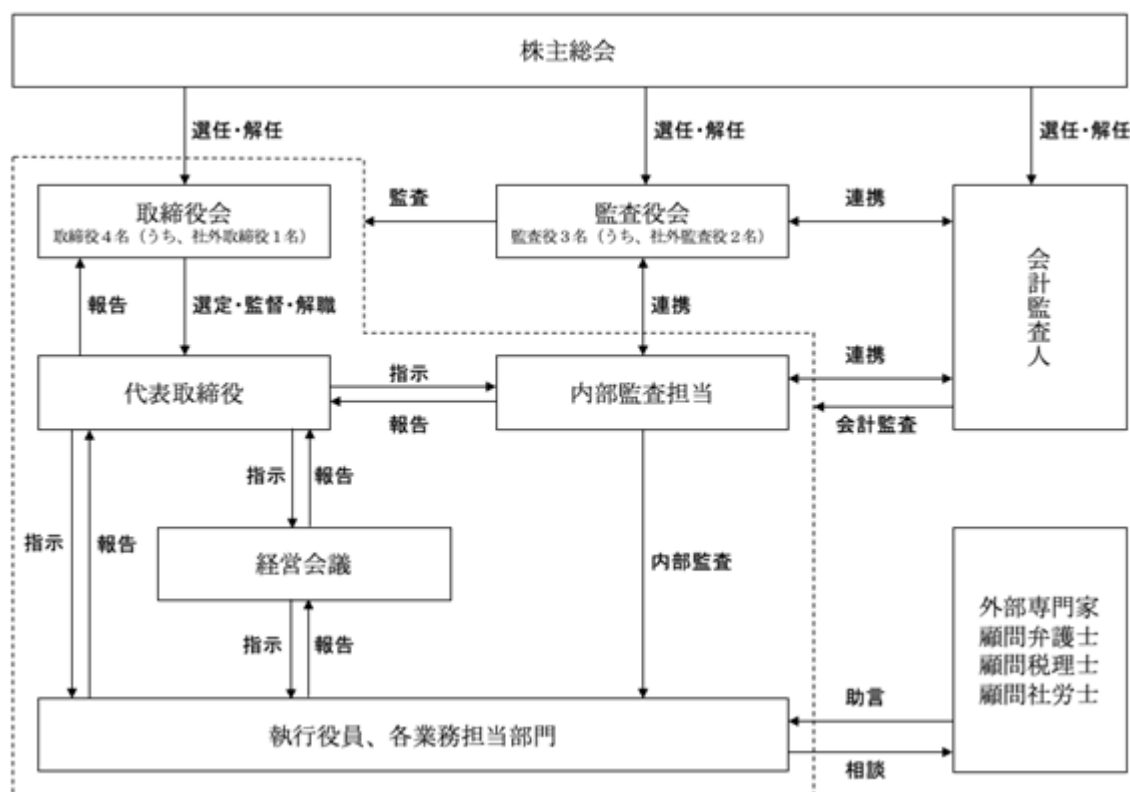 株主総会
選任・解任
選任・解任
選任・解任
取締役会
取締役4名（うち、社外取締役1名）
監査
監査役会
監査役3名（うち、社外監査役2名）
連携
会計監査人
報告
選定・監督・解職
連携
代表取締役
指示
報告
内部監査担当
連携
会計監査
指示
報告
指示
報告
経営会議
内部監査
指示
報告
外部専門家
顧問弁護士
顧問税理士
顧問社労士
執行役員、各業務担当部門
助言
相談